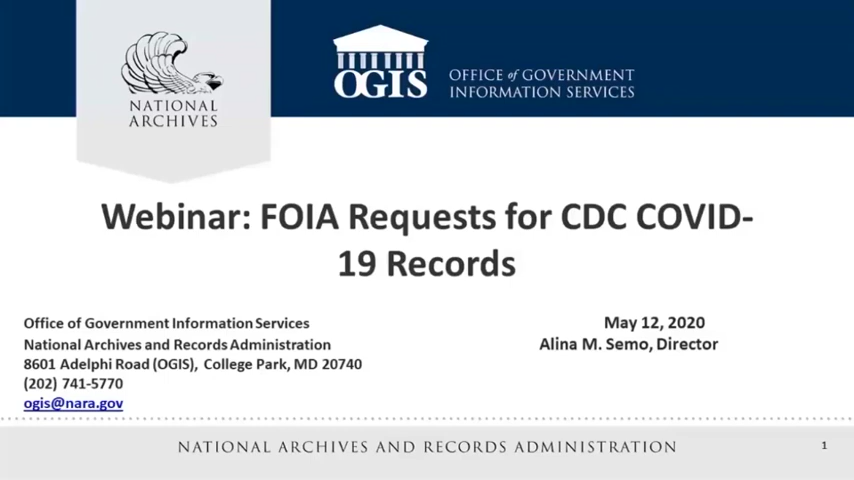 NATIONAL
ARCHIVES
OGIS
OFFICE of GOVERNMENT
INFORMATION SERVICES
Webinar: FOIA Requests for CDC COVID-
19 Records
Office of Government Information Services
National Archives and Records Administration
8601 Adelphi Road (OGIS), College Park, MD 20740
(202) 741-5770
ogis@nara.gov
May 12, 2020
Alina M. Semo, Director
NATIONAL ARCHIVES AND RECORDS ADMINISTRATION
1